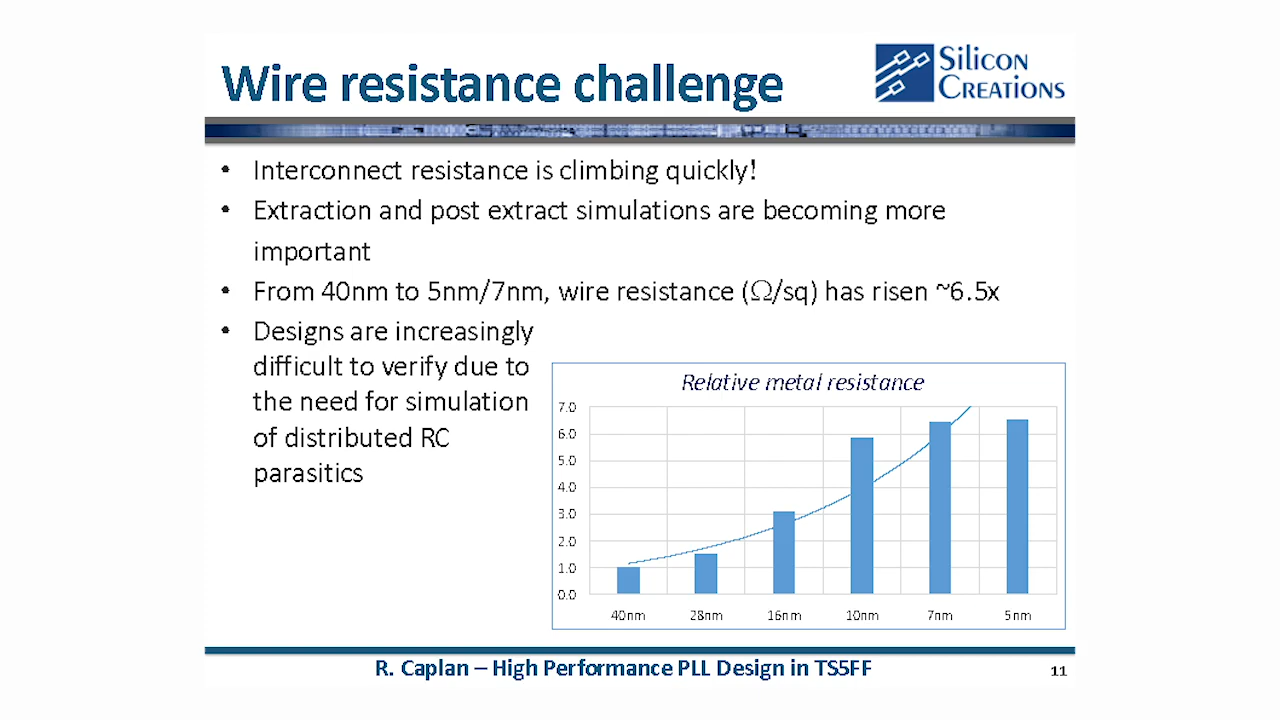 Wire resistance challenge
Silicon
Creations
• Interconnect resistance is climbing quickly!
• Extraction and post extract simulations are becoming more
important
• From 40nm to 5nm/7nm, wire resistance (Ω/sq) has risen ~6.5x
• Designs are increasingly
difficult to verify due to
the need for simulation
of distributed RC
parasitics
Relative metal resistance
7.0
6.0
5.0
4.0
3.0
2.0
1.0
0.0
40nm 28nm 16nm 10nm 7nm 5nm
R. Caplan – High Performance PLL Design in TS5FF
11